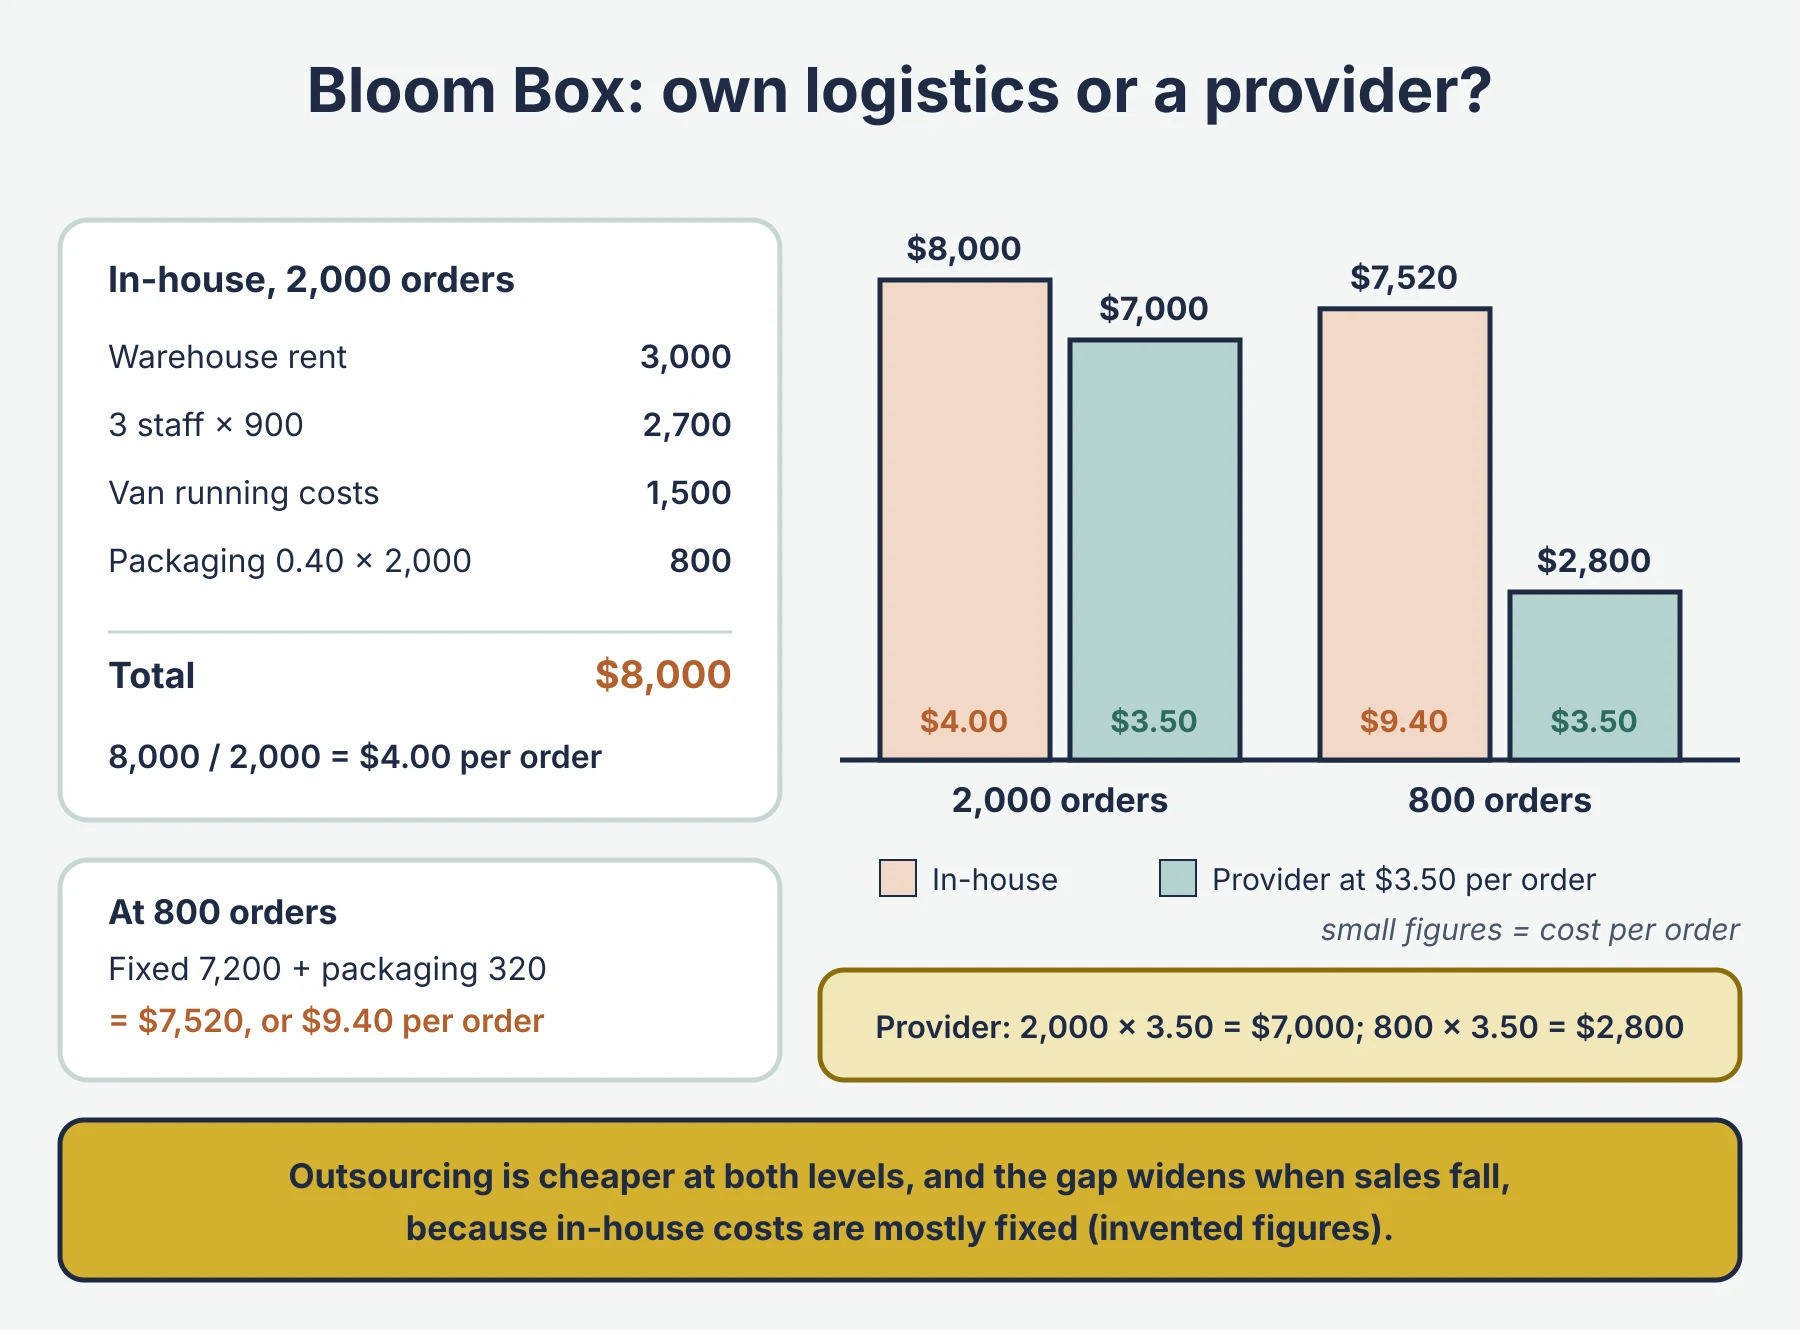 Bloom Box: own logistics or a provider?
In-house, 2,000 orders
Warehouse rent 3,000
3 staff × 900 2,700
Van running costs 1,500
Packaging 0.40 × 2,000 800
Total $8,000
8,000 / 2,000 = $4.00 per order
At 800 orders
Fixed 7,200 + packaging 320
= $7,520, or $9.40 per order
$8,000
$7,000
$7,520
$2,800
$4.00 $3.50 $9.40 $3.50
2,000 orders 800 orders
In-house Provider at $3.50 per order
small figures = cost per order
Provider: 2,000 × 3.50 = $7,000; 800 × 3.50 = $2,800
Outsourcing is cheaper at both levels, and the gap widens when sales fall,
because in-house costs are mostly fixed (invented figures).